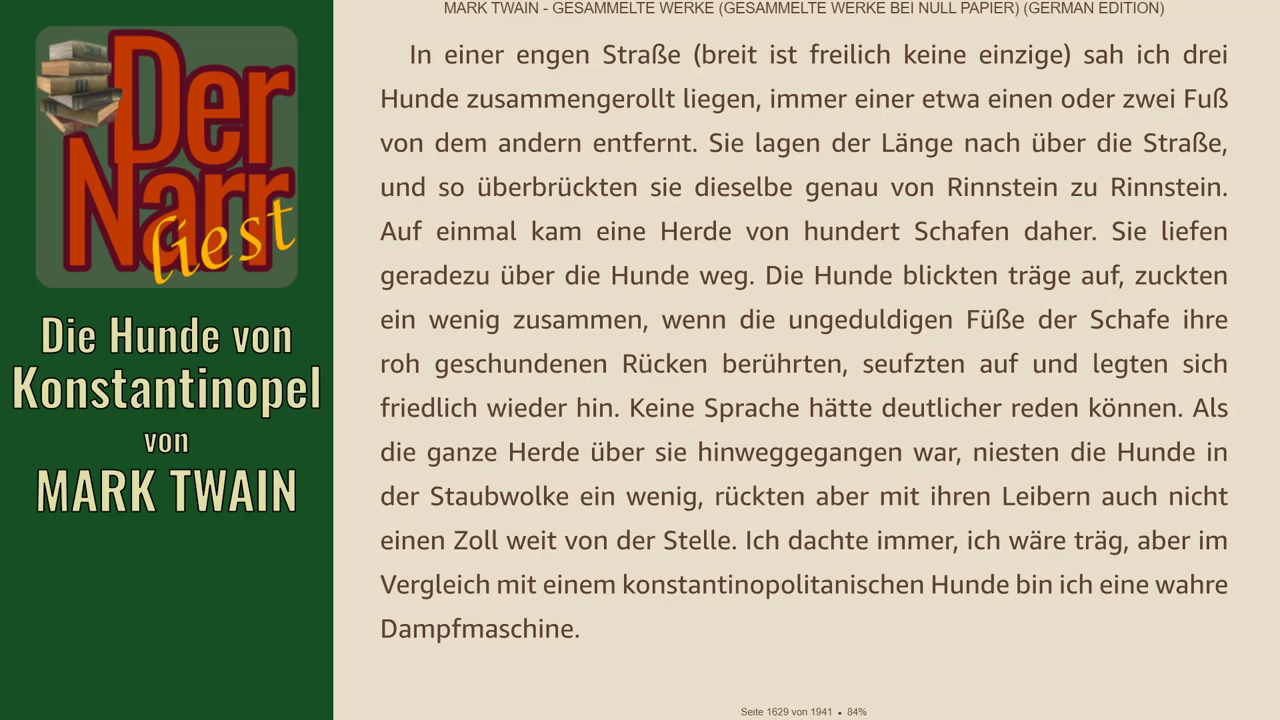 Der
Narr
liest
Die Hunde von
Konstantinopel
von
MARK TWAIN
MARK TWAIN - GESAMMELTE WERKE (GESAMMELTE WERKE BEI NULL PAPIER) (GERMAN EDITION)
In einer engen Straße (breit ist freilich keine einzige) sah ich drei
Hunde zusammengerollt liegen, immer einer etwa einen oder zwei Fuß
von dem andern entfernt. Sie lagen der Länge nach über die Straße,
und so überbrückten sie dieselbe genau von Rinnstein zu Rinnstein.
Auf einmal kam eine Herde von hundert Schafen daher. Sie liefen
geradezu über die Hunde weg. Die Hunde blickten träge auf, zuckten
ein wenig zusammen, wenn die ungeduldigen Füße der Schafe ihre
roh geschundenen Rücken berührten, seufzten auf und legten sich
friedlich wieder hin. Keine Sprache hätte deutlicher reden können. Als
die ganze Herde über sie hinweggegangen war, niesten die Hunde in
der Staubwolke ein wenig, rückten aber mit ihren Leibern auch nicht
einen Zoll weit von der Stelle. Ich dachte immer, ich wäre träg, aber im
Vergleich mit einem konstantinopolitanischen Hunde bin ich eine wahre
Dampfmaschine.
Seite 1629 von 1941 • 84%